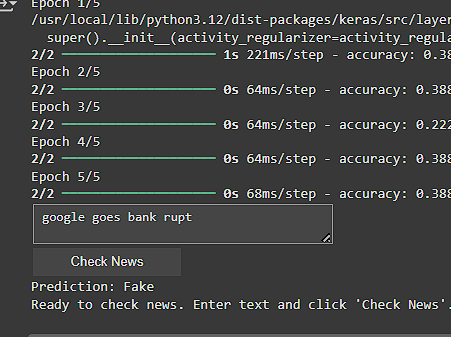 Epoch 1/5
/usr/local/lib/python3.12/dist-packages/keras/src/layer
super().__init__(activity_regularizer=activity_regula
2/2 ━━━━━━━━━━━━━━━━━━━━ 1s 221ms/step - accuracy: 0.38
Epoch 2/5
2/2 ━━━━━━━━━━━━━━━━━━━━ 0s 64ms/step - accuracy: 0.388
Epoch 3/5
2/2 ━━━━━━━━━━━━━━━━━━━━ 0s 64ms/step - accuracy: 0.222
Epoch 4/5
2/2 ━━━━━━━━━━━━━━━━━━━━ 0s 64ms/step - accuracy: 0.388
Epoch 5/5
2/2 ━━━━━━━━━━━━━━━━━━━━ 0s 68ms/step - accuracy: 0.388
google goes bank rupt
Check News
Prediction: Fake
Ready to check news. Enter text and click 'Check News'.